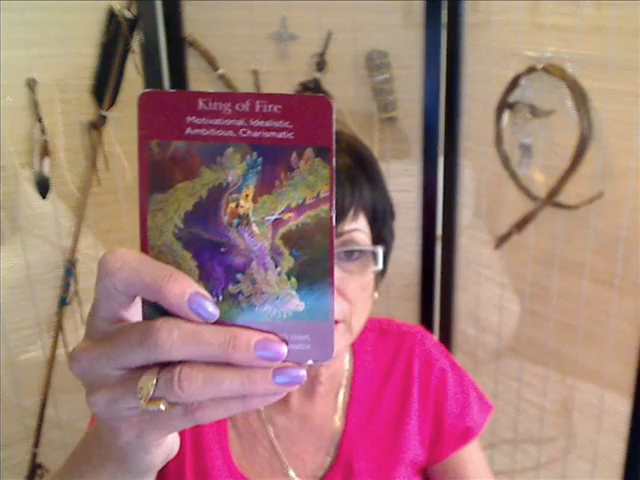 King of Fire
Motivational, Idealistic,
Ambitious, Charismatic